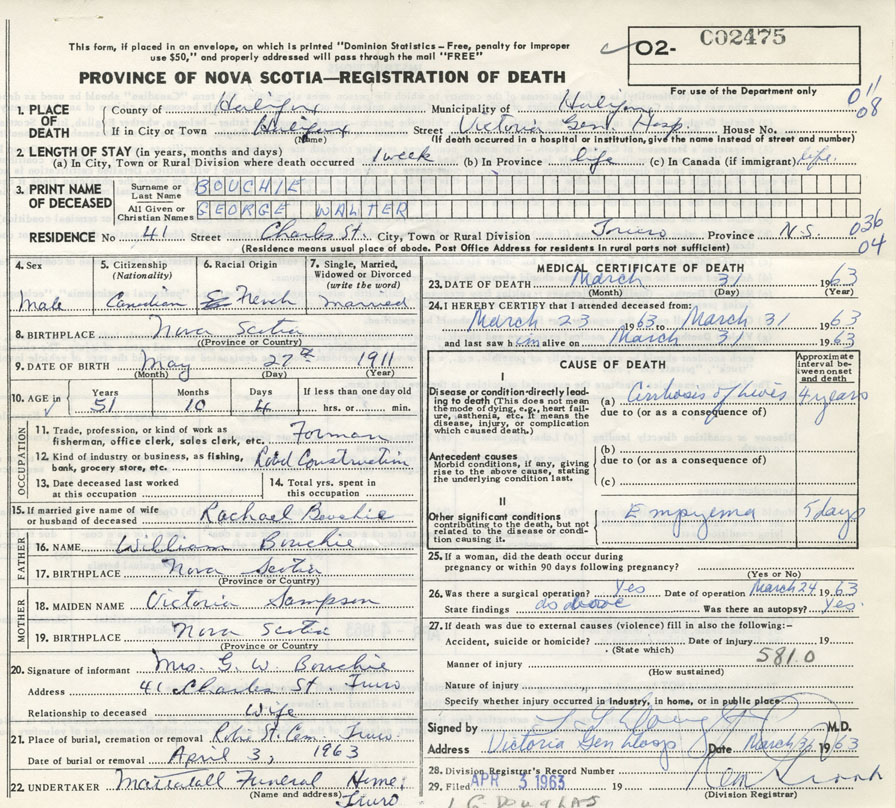 This form, if placed in an envelope, on which is printed "Dominion Statistics - Free, penalty for improper
use $50," and properly addressed will pass through the mail "FREE"
O2- C02475
PROVINCE OF NOVA SCOTIA—REGISTRATION OF DEATH
For use of the Department only
011
08
1. PLACE OF DEATH
County of Halifax Municipality of Halifax
If in City or Town Halifax Street Victoria Gen. Hosp. House No.
(Name) (If death occurred in a hospital or institution, give the name instead of street and number)
2. LENGTH OF STAY (in years, months and days)
(a) In City, Town or Rural Division where death occurred 1 week (b) In Province life (c) In Canada (if immigrant) life.
3. PRINT NAME OF DECEASED
Surname or Last Name BOUCHIE
All Given or Christian Names GEORGE WALTER
RESIDENCE No 41 Street Charles St. City, Town or Rural Division Truro Province N.S.
036
04
(Residence means usual place of abode. Post Office Address for residents in rural parts not sufficient)
4. Sex 5. Citizenship (Nationality) 6. Racial Origin 7. Single, Married, Widowed or Divorced (write the word)
Male Canadian French Married
8. BIRTHPLACE Nova Scotia
(Province or Country)
9. DATE OF BIRTH May 27th 1911
(Month) (Day) (Year)
10. AGE in Years Months Days If less than one day old
51 10 4 hrs. or min.
OCCUPATION
11. Trade, profession, or kind of work as
fisherman, office clerk, sales clerk, etc. Forman
12. Kind of industry or business, as fishing,
bank, grocery store, etc. Road Construction
13. Date deceased last worked
at this occupation
14. Total yrs. spent in
this occupation
15. If married give name of wife
or husband of deceased Rachael Bouchie
FATHER
16. NAME William Bouchie
17. BIRTHPLACE Nova Scotia
(Province or Country)
MOTHER
18. MAIDEN NAME Victoria Sampson
19. BIRTHPLACE Nova Scotia
(Province or Country)
20. Signature of informant Mrs. G. W. Bouchie
Address 41 Charles St. Truro
Relationship to deceased Wife
21. Place of burial, cremation or removal Robie St. Cem. Truro
Date of burial or removal April 3, 1963
22. UNDERTAKER Mattatall Funeral Home,
(Name and address) Truro
MEDICAL CERTIFICATE OF DEATH
23. DATE OF DEATH March 31 1963
(Month) (Day) (Year)
24. I HEREBY CERTIFY that I attended deceased from:
March 23 1963 to March 31 1963
and last saw him alive on March 31 1963
CAUSE OF DEATH
Approximate
interval be-
tween onset
and death
I
Disease or condition directly lead-
ing to death (This does not mean
the mode of dying, e.g., heart fail-
ure, asthenia, etc. It means the
disease, injury, or complication
which caused death.)
(a) Cirrhoses of liver 4 years
due to (or as a consequence of)
Antecedent causes
Morbid conditions, if any, giving
rise to the above cause, stating
the underlying condition last.
(b)
due to (or as a consequence of)
(c)
II
Other significant conditions
contributing to the death, but not
related to the disease or condi-
tion causing it.
Empyema 5 days
25. If a woman, did the death occur during
pregnancy or within 90 days following pregnancy?
(Yes or No)
26. Was there a surgical operation? Yes Date of operation March 24 1963
State findings as above Was there an autopsy? Yes.
27. If death was due to external causes (violence) fill in also the following:-
Accident, suicide or homicide? Date of injury 19
(State which)
5810
Manner of injury
(How sustained)
Nature of injury
Specify whether injury occurred in industry, in home, or in public place
Signed by M.D.
Address Victoria Gen Hosp Date March 31 1963
28. Division Registrar's Record Number
29. Filed APR 3 1963 19
(Division Registrar)
DOUGLAS